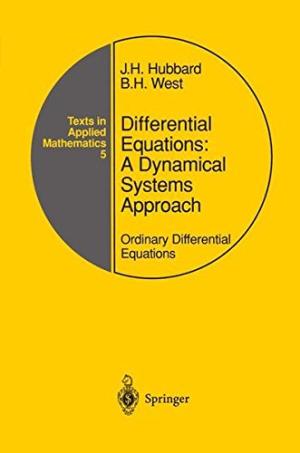 J.H. Hubbard
B.H. West
Texts in
Applied
Mathematics
5
Differential
Equations:
A Dynamical
Systems
Approach
Ordinary Differential
Equations
Springer